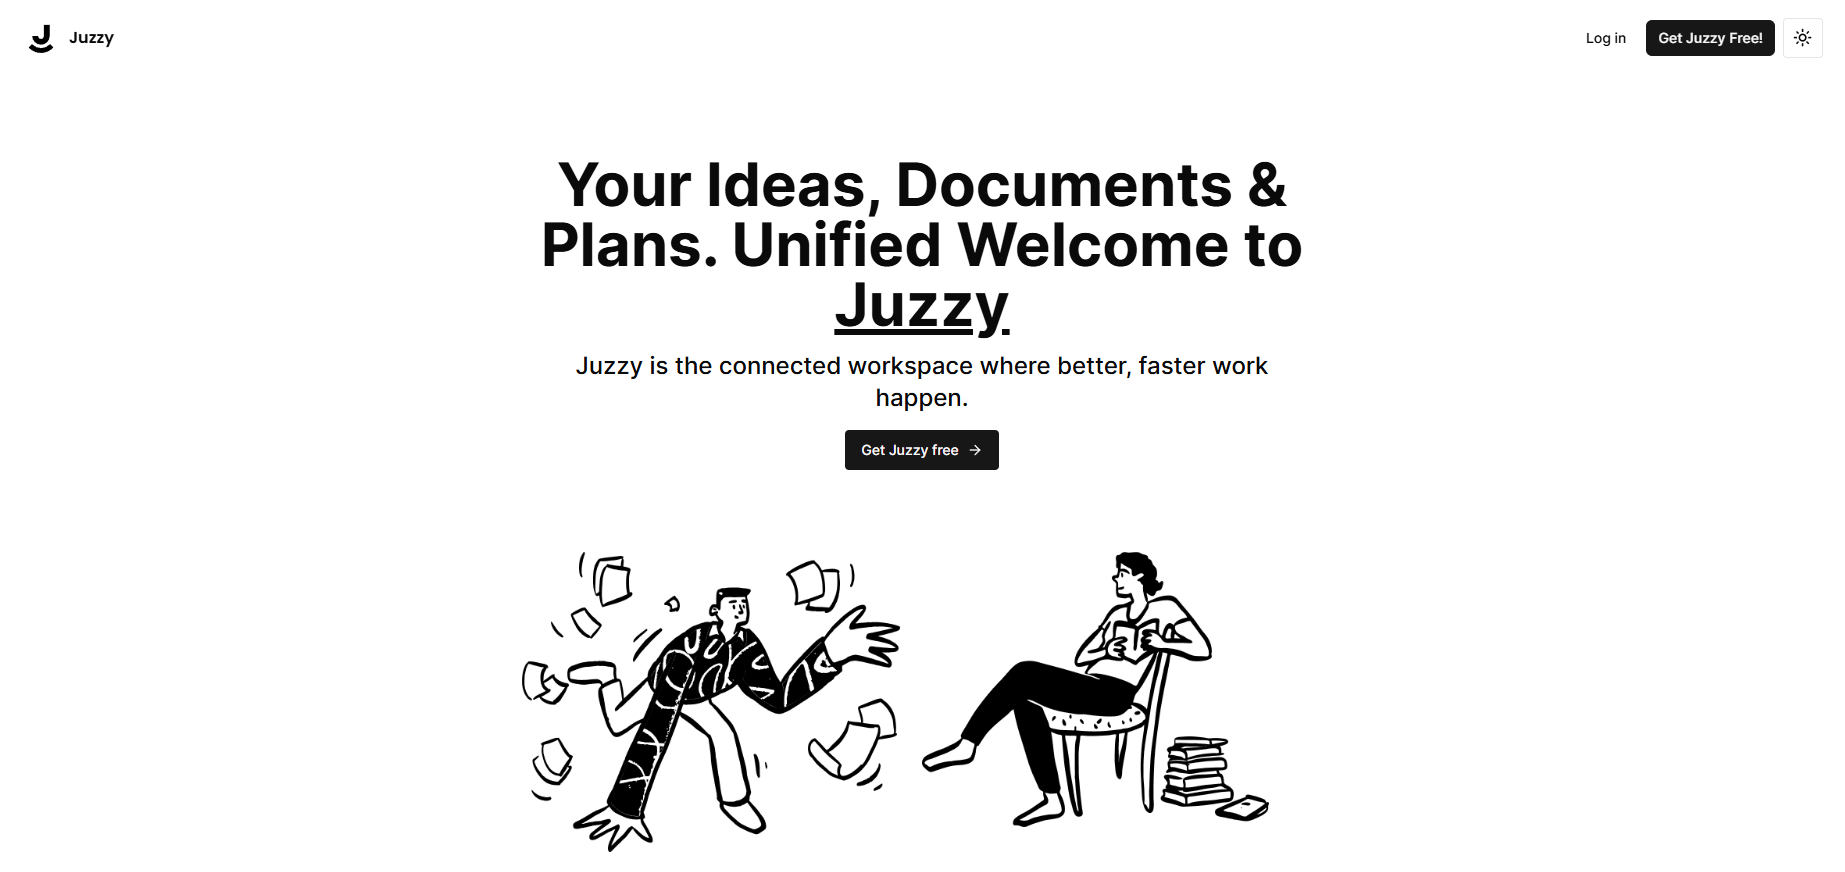 Juzzy
Log in
Get Juzzy Free!
Your Ideas, Documents &
Plans. Unified Welcome to
Juzzy
Juzzy is the connected workspace where better, faster work
happen.
Get Juzzy free